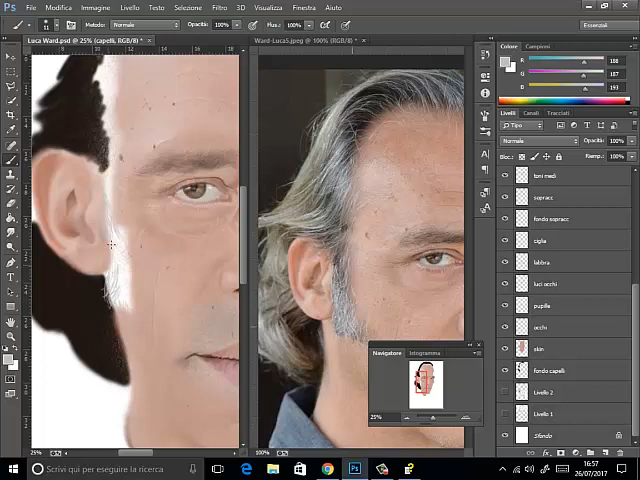 Ps File Modifica Immagine Livello Testo Selezione Filtro 3D Visualizza Finestra Aiuto
11 Metodo: Normale Opacità: 100% Flus.: 100% Essenziali
Luca Ward.psd @ 25% (capelli, RGB/8) * × Ward-Luca5.jpeg @ 100% (RGB/8) * ×
Colore Campioni
R 188
G 187
B 193
Livelli Canali Tracciati
Tipo
Normale Opacità: 100%
Bloc.: Riemp.: 100%
toni medi
sopracc
fondo sopracc
ciglia
labbra
luci occhi
pupille
occhi
skin
fondo capelli
Livello 2
Livello 1
Sfondo
Navigatore Istogramma
25%
25% 100%
Scrivi qui per eseguire la ricerca
16:57
26/07/2017